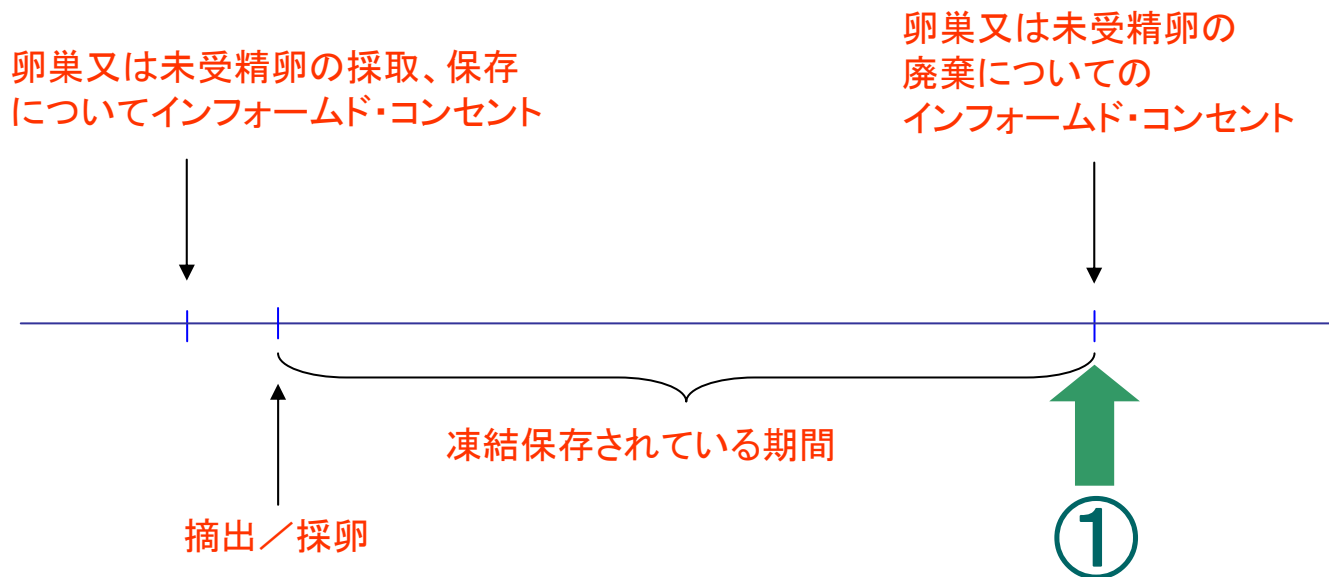 卵巣又は未受精卵の採取、保存
についてインフォームド・コンセント
卵巣又は未受精卵の
廃棄についての
インフォームド・コンセント
凍結保存されている期間
摘出／採卵
①